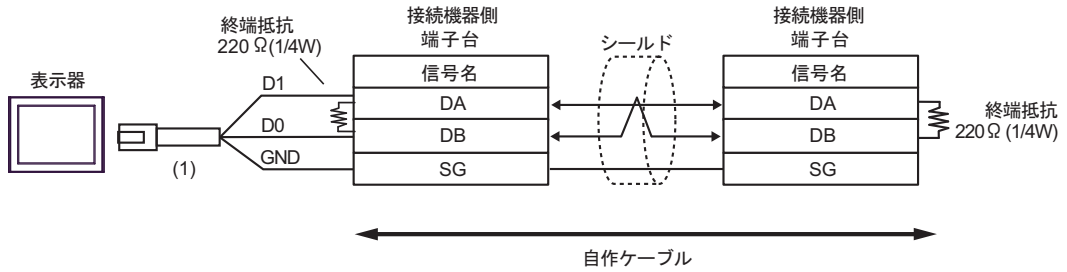 表示器
(1)
終端抵抗
220 Ω(1/4W)
D1
D0
GND
接続機器側
端子台
信号名
DA
DB
SG
シールド
接続機器側
端子台
信号名
DA
DB
SG
終端抵抗
220Ω (1/4W)
自作ケーブル